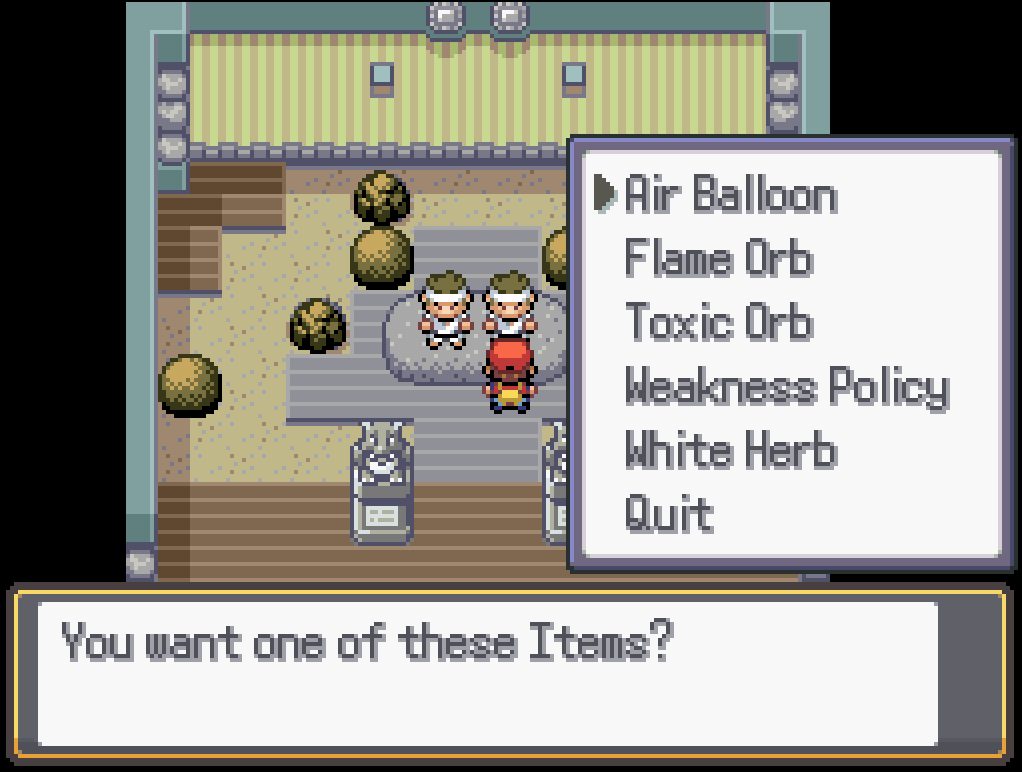 Air Balloon
Flame Orb
Toxic Orb
Weakness Policy
White Herb
Quit
You want one of these Items?